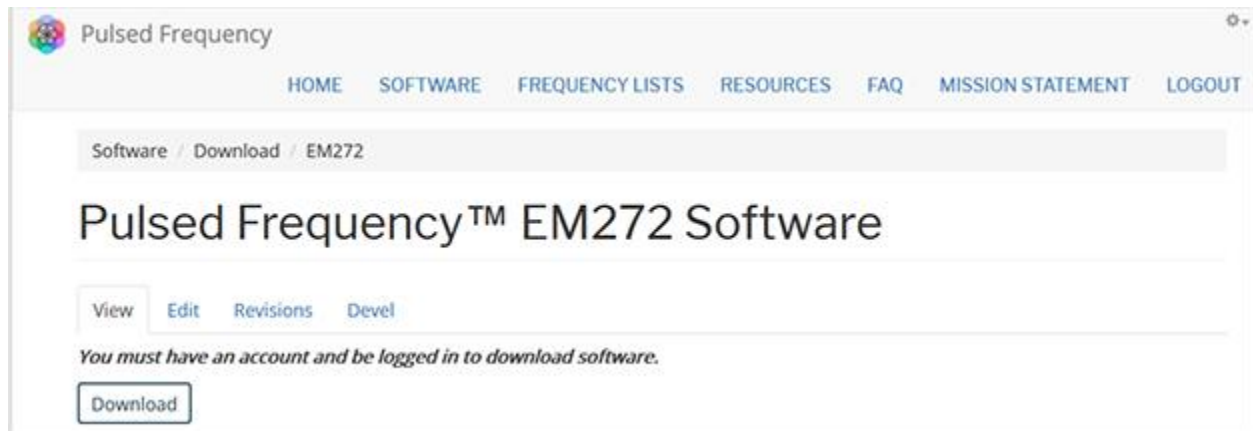 Pulsed Frequency
HOME SOFTWARE FREQUENCY LISTS RESOURCES FAQ MISSION STATEMENT LOGOUT
Software / Download / EM272
Pulsed Frequency™ EM272 Software
View Edit Revisions Devel
You must have an account and be logged in to download software.
Download